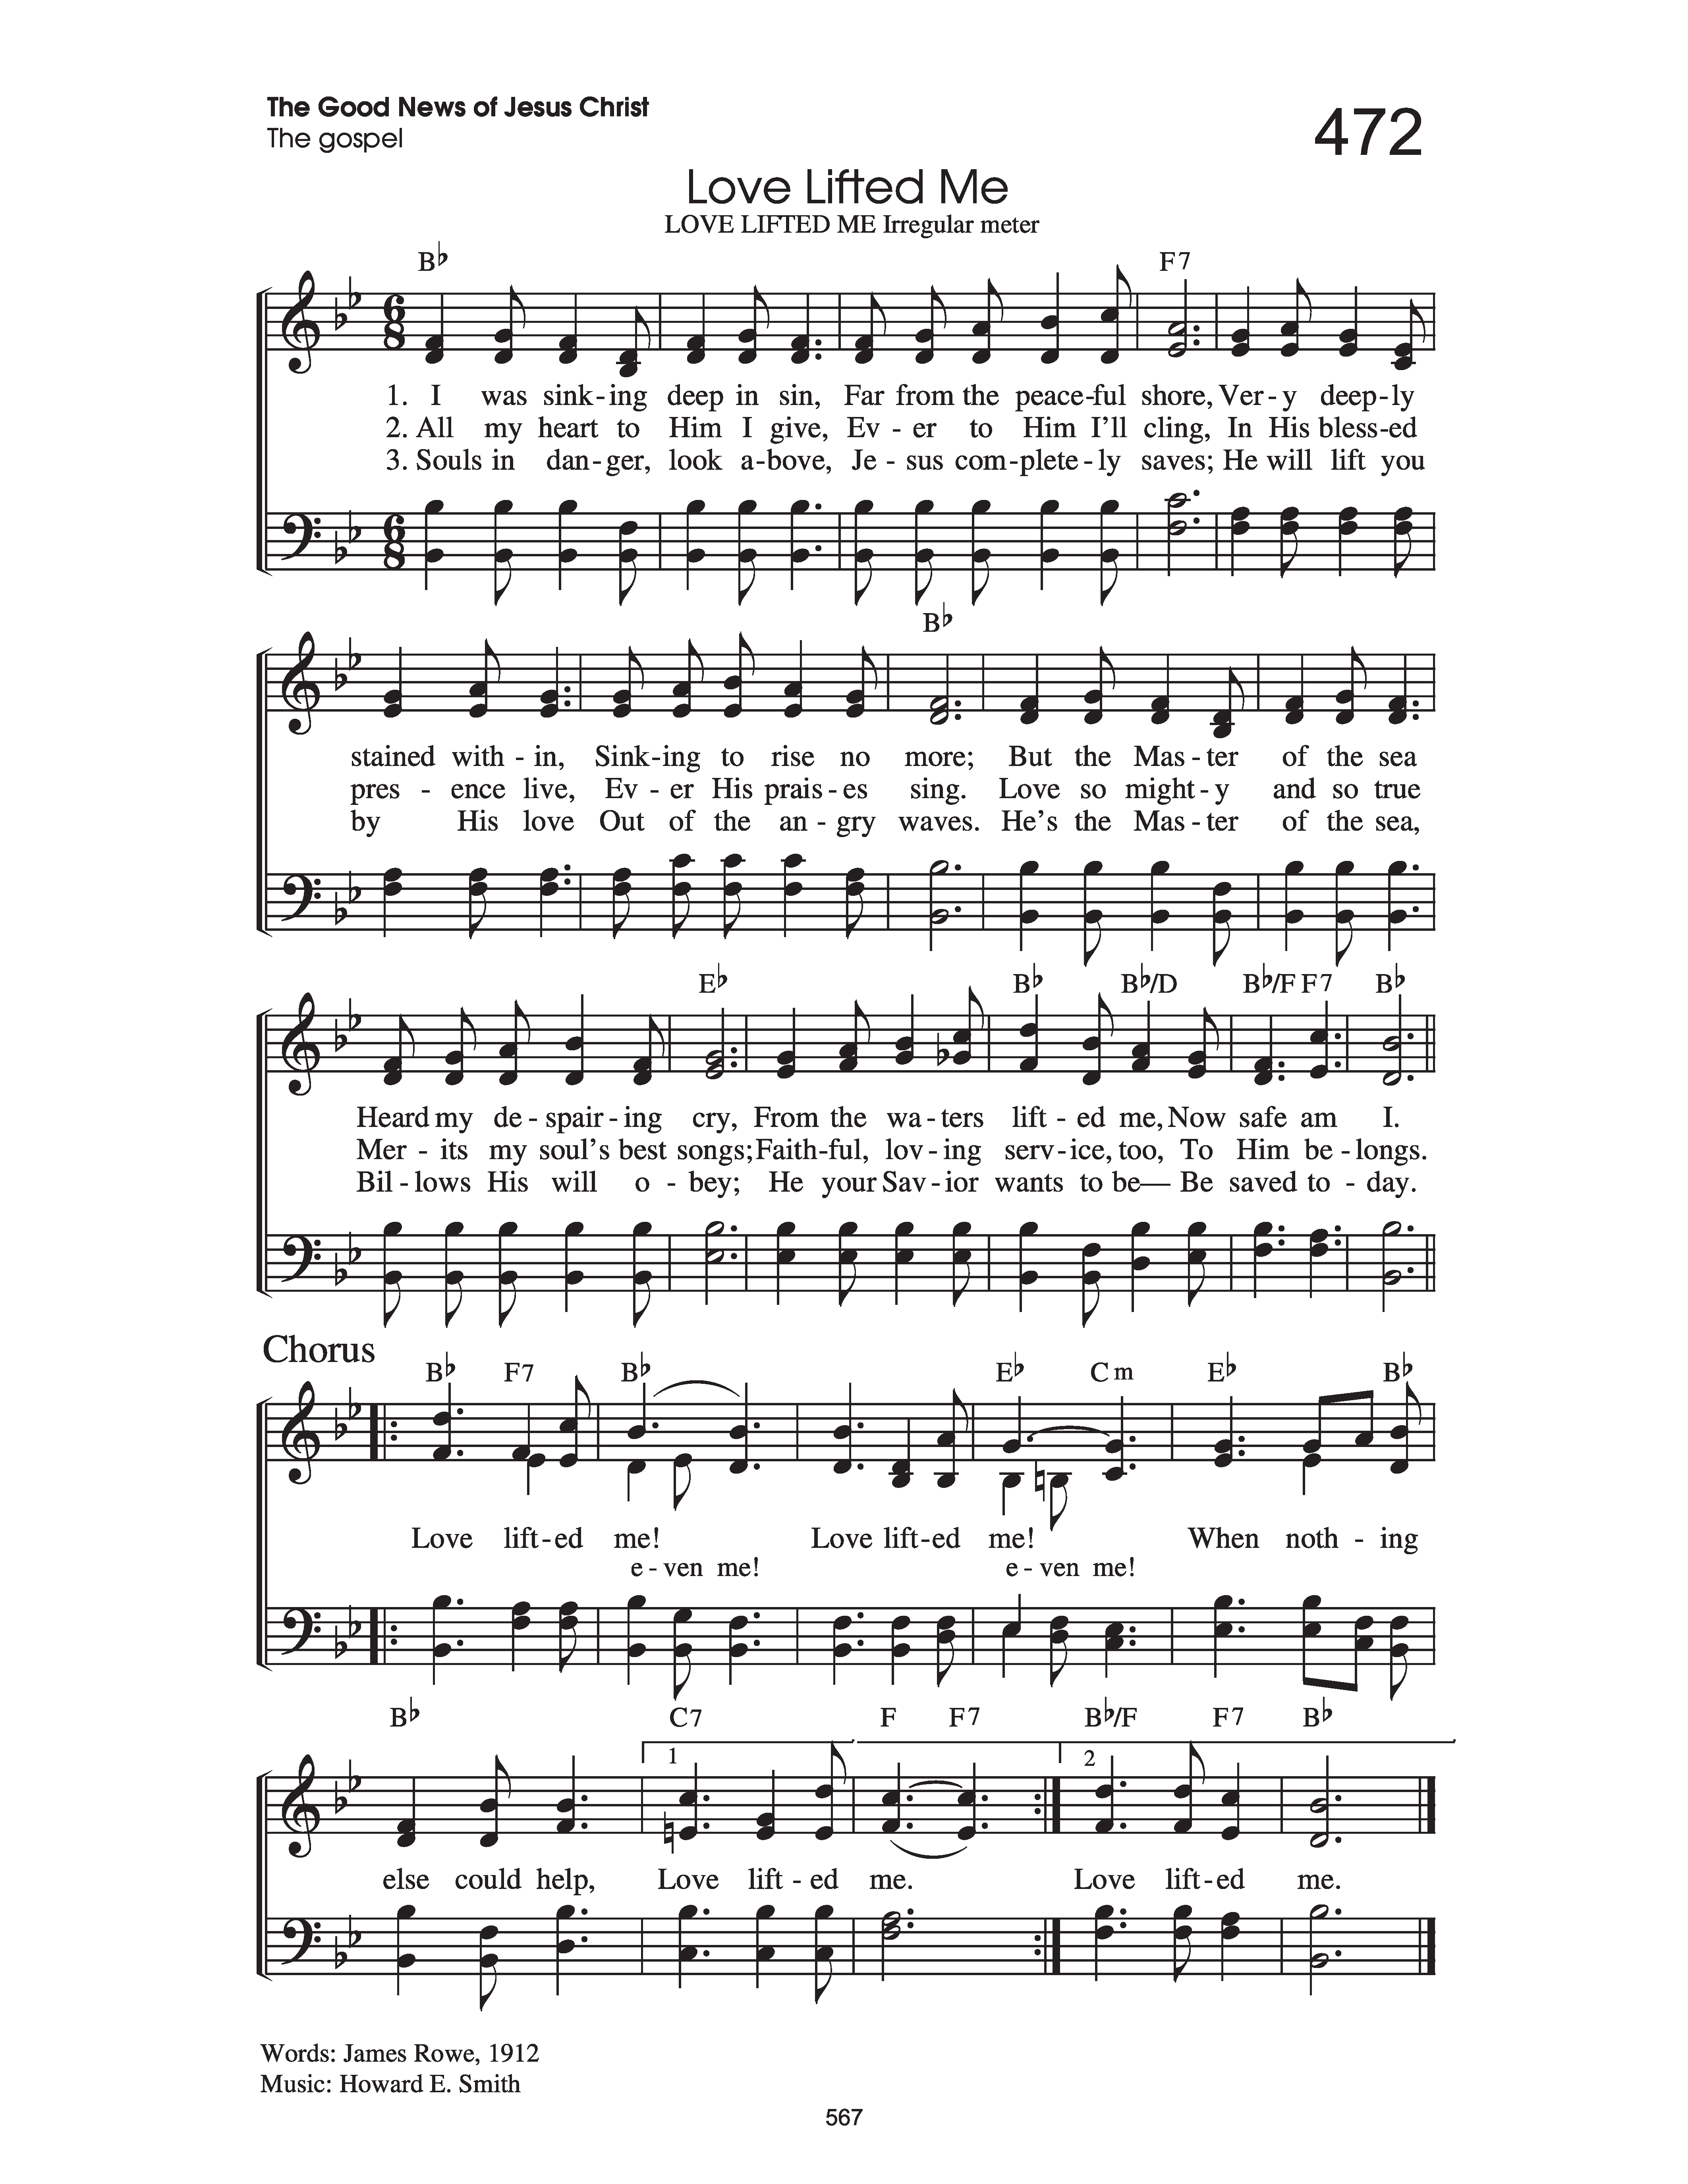 The Good News of Jesus Christ
The gospel
472
Love Lifted Me
LOVE LIFTED ME Irregular meter
B♭ F7
6/8
1. I was sink-ing deep in sin, Far from the peace-ful shore, Ver-y deep-ly
2. All my heart to Him I give, Ev-er to Him I'll cling, In His bless-ed
3. Souls in dan-ger, look a-bove, Je-sus com-plete-ly saves; He will lift you
6/8
B♭
stained with-in, Sink-ing to rise no more; But the Mas-ter of the sea
pres-ence live, Ev-er His prais-es sing. Love so might-y and so true
by His love Out of the an-gry waves. He's the Mas-ter of the sea,
E♭ B♭ B♭/D B♭/F F7 B♭
Heard my de-spair-ing cry, From the wa-ters lift-ed me, Now safe am I.
Mer-its my soul's best songs; Faith-ful, lov-ing serv-ice, too, To Him be-longs.
Bil-lows His will o-bey; He your Sav-ior wants to be— Be saved to-day.
Chorus
B♭ F7 B♭ E♭ Cm E♭ B♭
Love lift-ed me! Love lift-ed me! When noth-ing
e-ven me! e-ven me!
B♭ C7 F F7 B♭/F F7 B♭
1 2
else could help, Love lift-ed me. Love lift-ed me.
Words: James Rowe, 1912
Music: Howard E. Smith
567